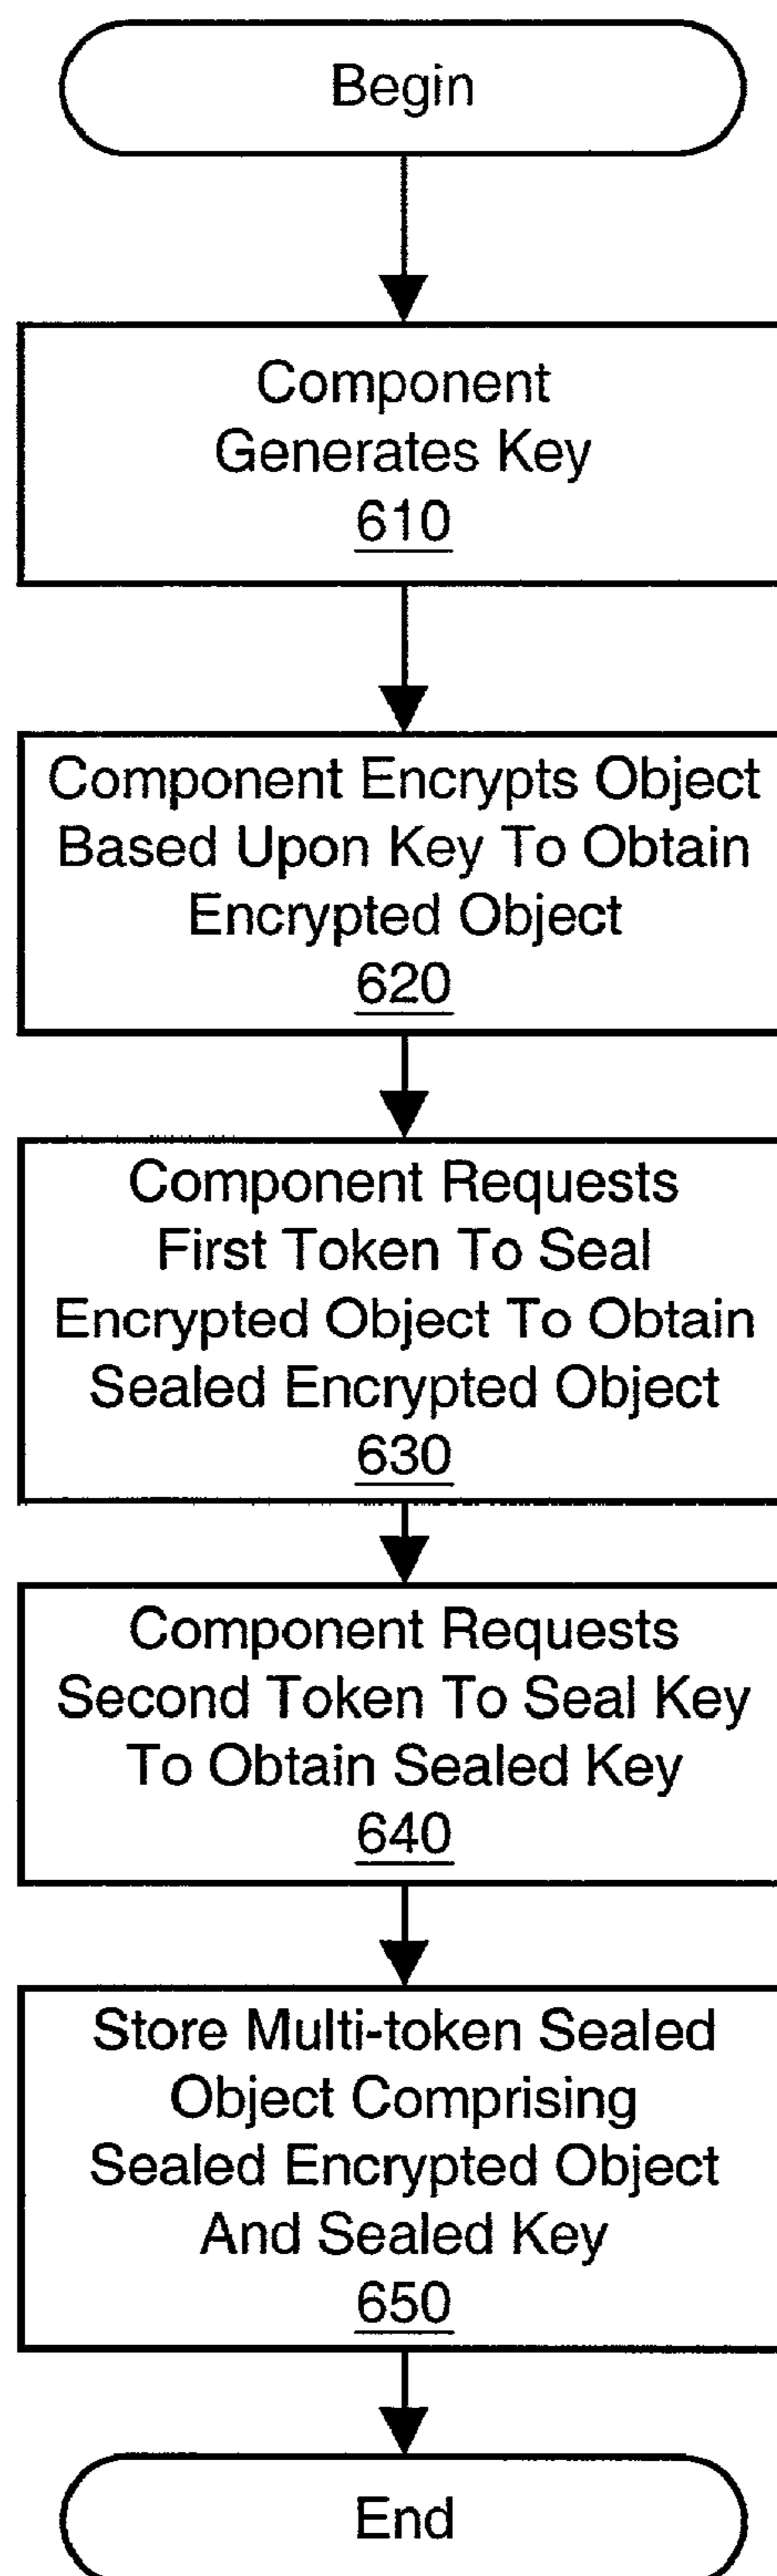 Begin
Component
Generates Key
610
Component Encrypts Object
Based Upon Key To Obtain
Encrypted Object
620
Component Requests
First Token To Seal
Encrypted Object To Obtain
Sealed Encrypted Object
630
Component Requests
Second Token To Seal Key
To Obtain Sealed Key
640
Store Multi-token Sealed
Object Comprising
Sealed Encrypted Object
And Sealed Key
650
End